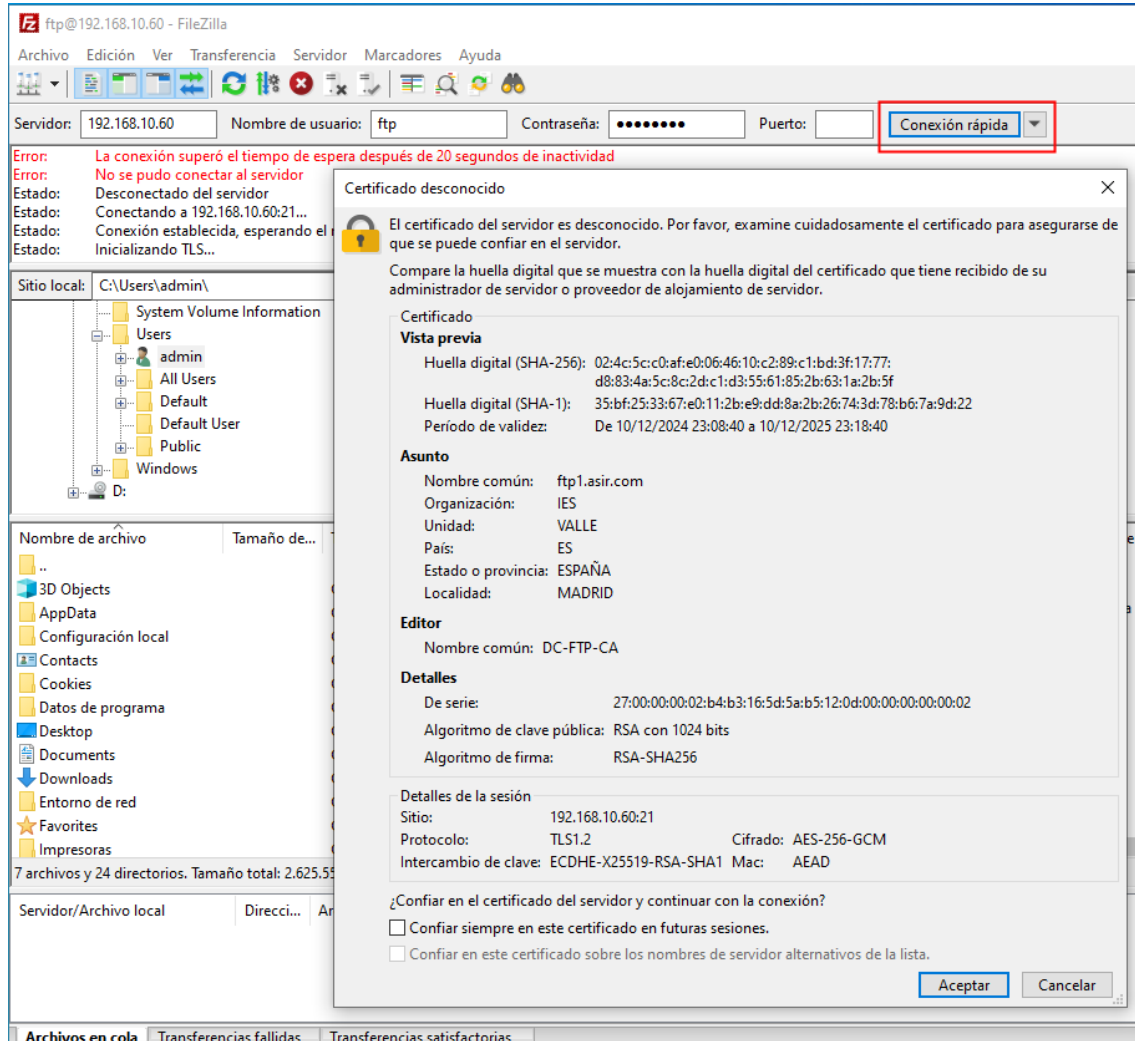 ftp@192.168.10.60 - FileZilla
Archivo Edición Ver Transferencia Servidor Marcadores Ayuda
Servidor: 192.168.10.60 Nombre de usuario: ftp Contraseña: ●●●●●●●● Puerto: Conexión rápida
Error: La conexión superó el tiempo de espera después de 20 segundos de inactividad
Error: No se pudo conectar al servidor
Estado: Desconectado del servidor
Estado: Conectando a 192.168.10.60:21...
Estado: Conexión establecida, esperando el
Estado: Inicializando TLS...
Sitio local: C:\Users\admin\
System Volume Information
Users
admin
All Users
Default
Default User
Public
Windows
D:
Nombre de archivo Tamaño de...
..
3D Objects
AppData
Configuración local
Contacts
Cookies
Datos de programa
Desktop
Documents
Downloads
Entorno de red
Favorites
Impresoras
7 archivos y 24 directorios. Tamaño total: 2.625.55
Servidor/Archivo local Direcci... Ar
Archivos en cola Transferencias fallidas Transferencias satisfactorias
Certificado desconocido
El certificado del servidor es desconocido. Por favor, examine cuidadosamente el certificado para asegurarse de
que se puede confiar en el servidor.
Compare la huella digital que se muestra con la huella digital del certificado que tiene recibido de su
administrador de servidor o proveedor de alojamiento de servidor.
Certificado
Vista previa
Huella digital (SHA-256): 02:4c:5c:c0:af:e0:06:46:10:c2:89:c1:bd:3f:17:77:
d8:83:4a:5c:8c:2d:c1:d3:55:61:85:2b:63:1a:2b:5f
Huella digital (SHA-1): 35:bf:25:33:67:e0:11:2b:e9:dd:8a:2b:26:74:3d:78:b6:7a:9d:22
Período de validez: De 10/12/2024 23:08:40 a 10/12/2025 23:18:40
Asunto
Nombre común: ftp1.asir.com
Organización: IES
Unidad: VALLE
País: ES
Estado o provincia: ESPAÑA
Localidad: MADRID
Editor
Nombre común: DC-FTP-CA
Detalles
De serie: 27:00:00:00:02:b4:b3:16:5d:5a:b5:12:0d:00:00:00:00:00:02
Algoritmo de clave pública: RSA con 1024 bits
Algoritmo de firma: RSA-SHA256
Detalles de la sesión
Sitio: 192.168.10.60:21
Protocolo: TLS1.2 Cifrado: AES-256-GCM
Intercambio de clave: ECDHE-X25519-RSA-SHA1 Mac: AEAD
¿Confiar en el certificado del servidor y continuar con la conexión?
Confiar siempre en este certificado en futuras sesiones.
Confiar en este certificado sobre los nombres de servidor alternativos de la lista.
Aceptar Cancelar